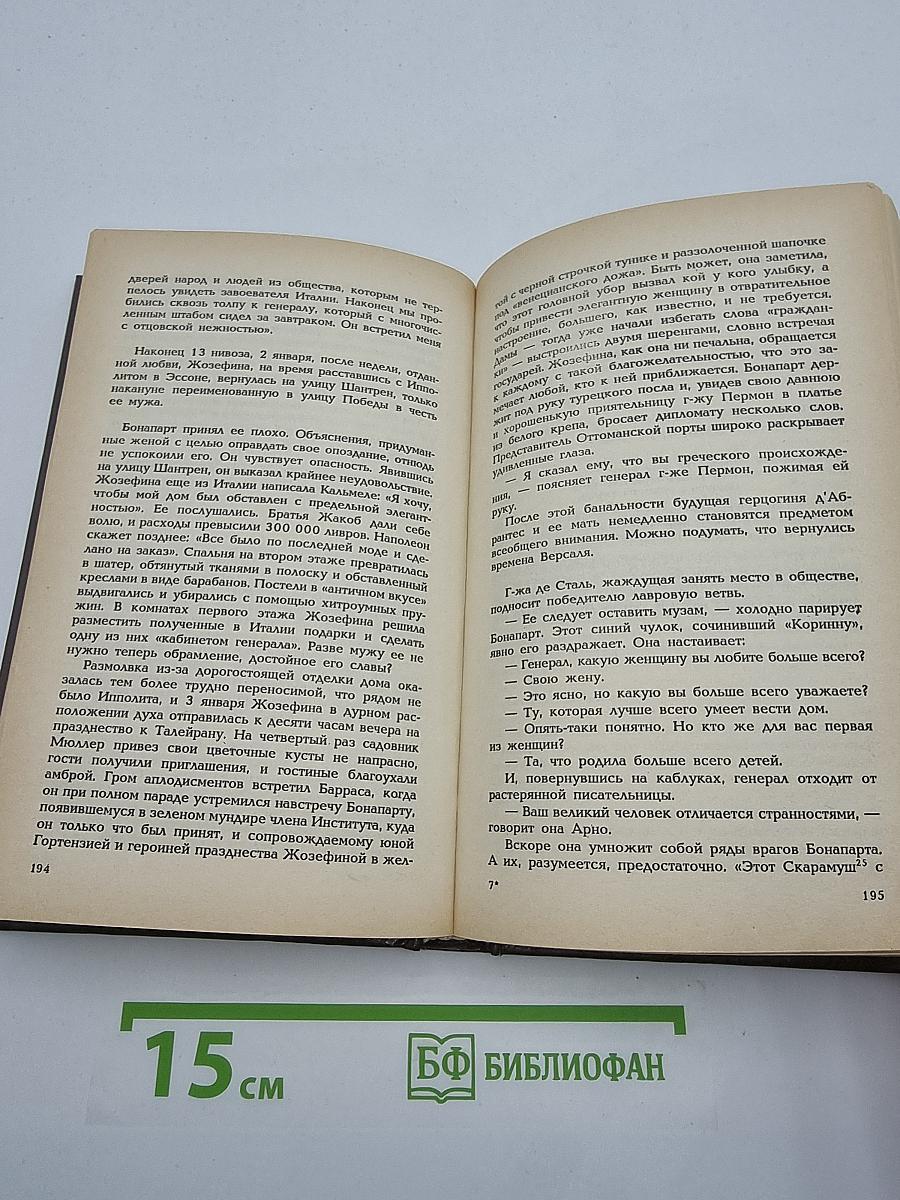 дверей народ и людей из общества, которым не тер-
пелось увидеть завоевателя Италии. Наконец мы про-
бились сквозь толпу к генералу, который с многочис-
ленным штабом сидел за завтраком. Он встретил меня
с отцовской нежностью».
Наконец 13 нивоза, 2 января, после недели, отдан-
ной любви, Жозефина, на время расставшись с Иппо-
литом в Эссоне, вернулась на улицу Шантрен, только
накануне переименованную в улицу Победы в честь
ее мужа.
Бонапарт принял ее плохо. Объяснения, придуман-
ные женой с целью оправдать свое опоздание, отнюдь
не успокоили его. Он чувствует опасность. Явившись
на улицу Шантрен, он выказал крайнее неудовольствие.
Жозефина еще из Италии написала Кальмеле: «Я хочу,
чтобы мой дом был обставлен с предельной элегант-
ностью». Ее послушались. Братья Жакоб дали себе
волю, и расходы превысили 300 000 ливров. Наполеон
скажет позднее: «Все было по последней моде и сде-
лано на заказ». Спальня на втором этаже превратилась
в шатер, обтянутый тканями в полоску и обставленный
креслами в виде барабанов. Постели в «античном вкусе»
выдвигались и убирались с помощью хитроумных пру-
жин. В комнатах первого этажа Жозефина решила
разместить полученные в Италии подарки и сделать
одну из них «кабинетом генерала». Разве мужу ее не
нужно теперь обрамление, достойное его славы?
Размолвка из-за дорогостоящей отделки дома ока-
залась тем более трудно переносимой, что рядом не
было Ипполита, и 3 января Жозефина в дурном рас-
положении духа отправилась к десяти часам вечера на
празднество к Талейрану. На четвертый раз садовник
Мюллер привез свои цветочные кусты не напрасно,
гости получили приглашения, и гостиные благоухали
амброй. Гром аплодисментов встретил Барраса, когда
он при полном параде устремился навстречу Бонапарту,
появившемуся в зеленом мундире члена Института, куда
он только что был принят, и сопровождаемому юной
Гортензией и героиней празднества Жозефиной в жел-
194
той с черной строчкой тунике и раззолоченной шапочке
под «венецианского дожа». Быть может, она заметила,
что этот головной убор вызвал кой у кого улыбку, а
чтобы привести элегантную женщину в отвратительное
настроение, большего, как известно, и не требуется.
Дамы — тогда уже начали избегать слова «граждан-
ки» — выстроились двумя шеренгами, словно встречая
государей. Жозефина, как она ни печальна, обращается
к каждому с такой благожелательностью, что это за-
мечает любой, кто к ней приближается. Бонапарт дер-
жит под руку турецкого посла и, увидев свою давнюю
и хорошенькую приятельницу г-жу Пермон в платье
из белого крепа, бросает дипломату несколько слов.
Представитель Оттоманской порты широко раскрывает
удивленные глаза.
— Я сказал ему, что вы греческого происхожде-
ния, — поясняет генерал г-же Пермон, пожимая ей
руку.
После этой банальности будущая герцогиня д'Аб-
рантес и ее мать немедленно становятся предметом
всеобщего внимания. Можно подумать, что вернулись
времена Версаля.
Г-жа де Сталь, жаждущая занять место в обществе,
подносит победителю лавровую ветвь.
— Ее следует оставить музам, — холодно парирует
Бонапарт. Этот синий чулок, сочинивший «Коринну»,
явно его раздражает. Она настаивает:
— Генерал, какую женщину вы любите больше всего?
— Свою жену.
— Это ясно, но какую вы больше всего уважаете?
— Ту, которая лучше всего умеет вести дом.
— Опять-таки понятно. Но кто же для вас первая
из женщин?
— Та, что родила больше всего детей.
И, повернувшись на каблуках, генерал отходит от
растерянной писательницы.
— Ваш великий человек отличается странностями, —
говорит она Арно.
Вскоре она умножит собой ряды врагов Бонапарта.
А их, разумеется, предостаточно. «Этот Скарамуш²⁵ с
7*
195
15 см
БФ БИБЛИОФАН